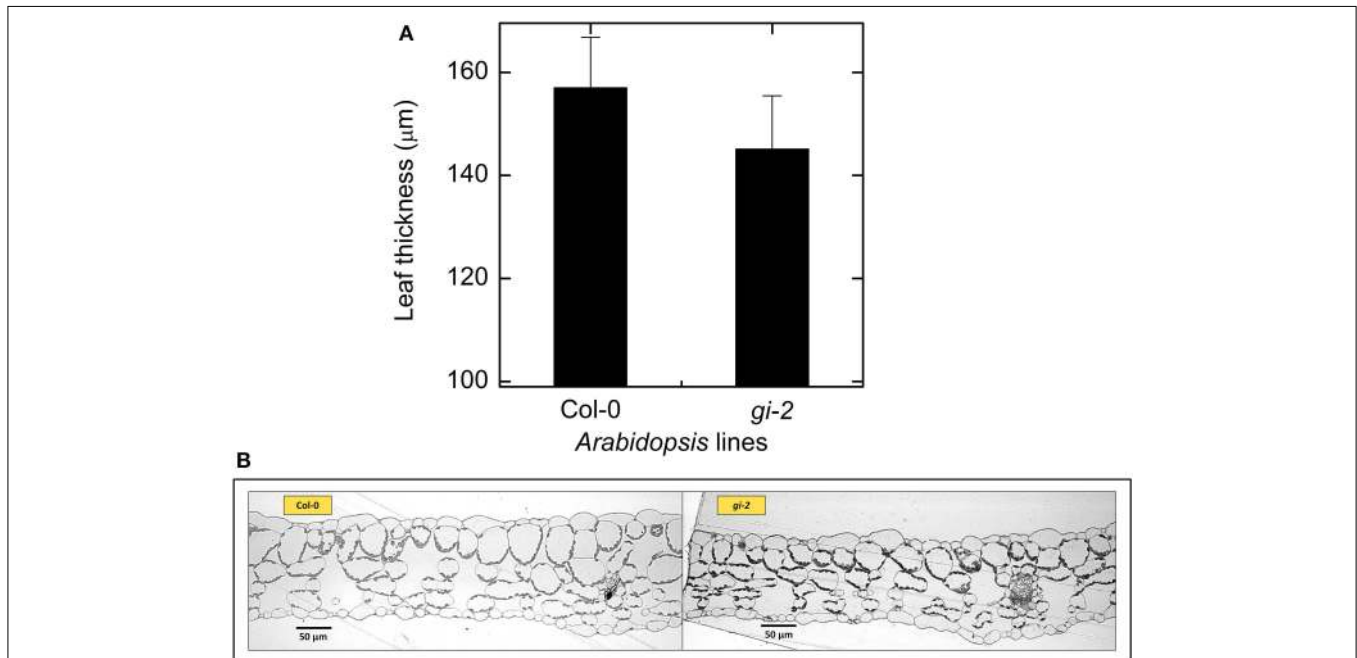 A
Leaf thickness (μm)
160
140
120
100
Col-0 gi-2
Arabidopsis lines
B
Col-0 gi-2
50 μm 50 μm